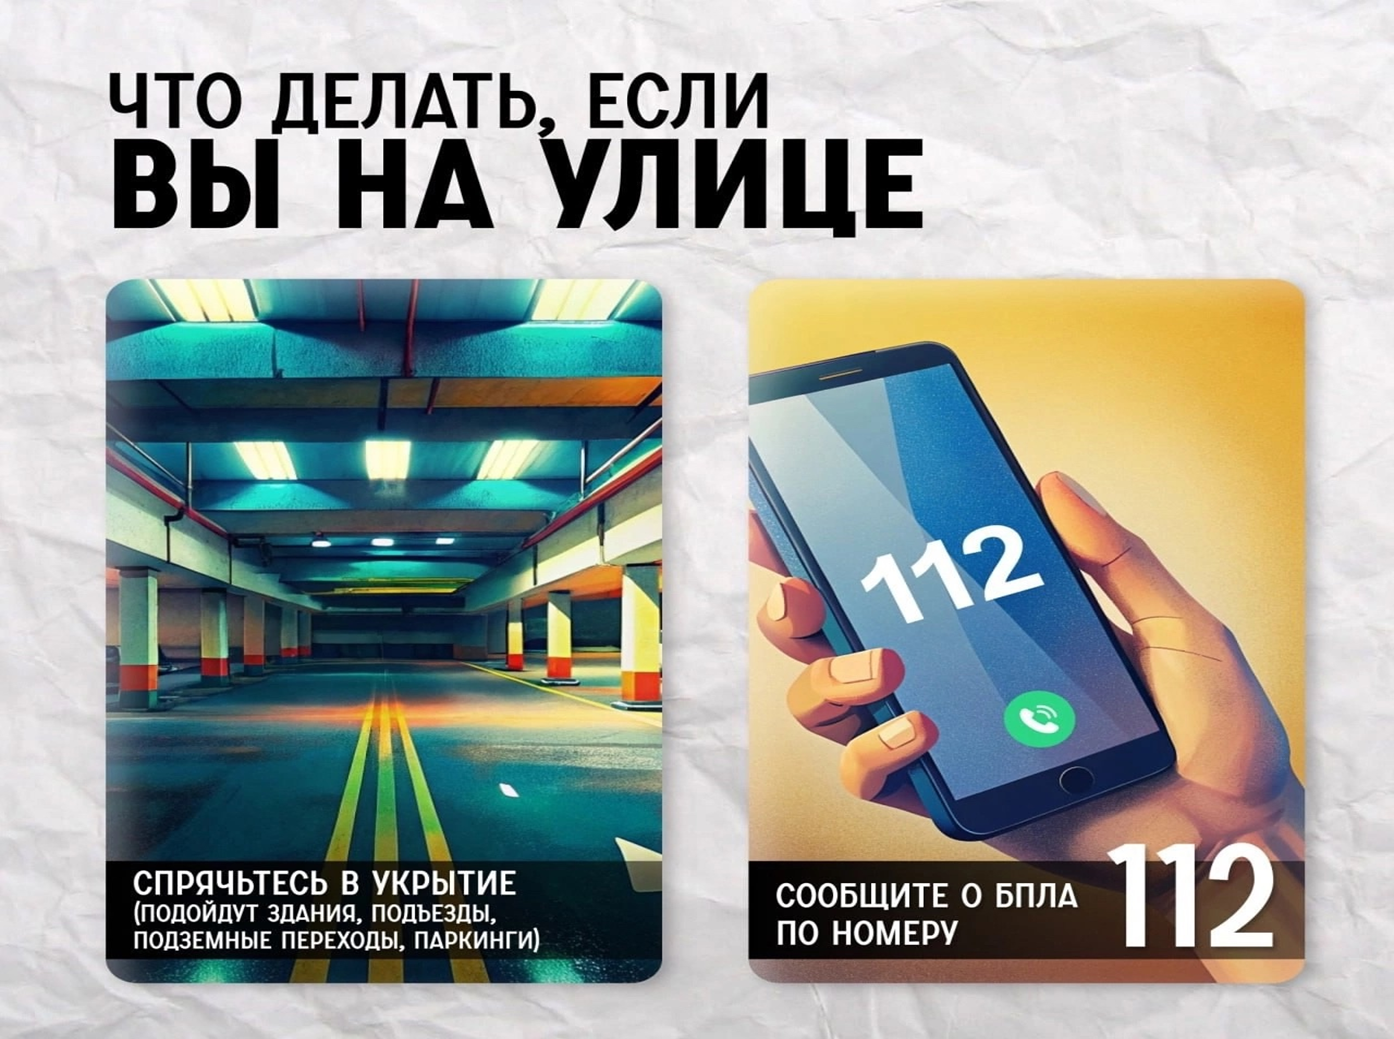 ЧТО ДЕЛАТЬ, ЕСЛИ
ВЫ НА УЛИЦЕ
СПРЯЧЬТЕСЬ В УКРЫТИЕ
(ПОДОЙДУТ ЗДАНИЯ, ПОДЪЕЗДЫ,
ПОДЗЕМНЫЕ ПЕРЕХОДЫ, ПАРКИНГИ)
112
СООБЩИТЕ О БПЛА
ПО НОМЕРУ
112